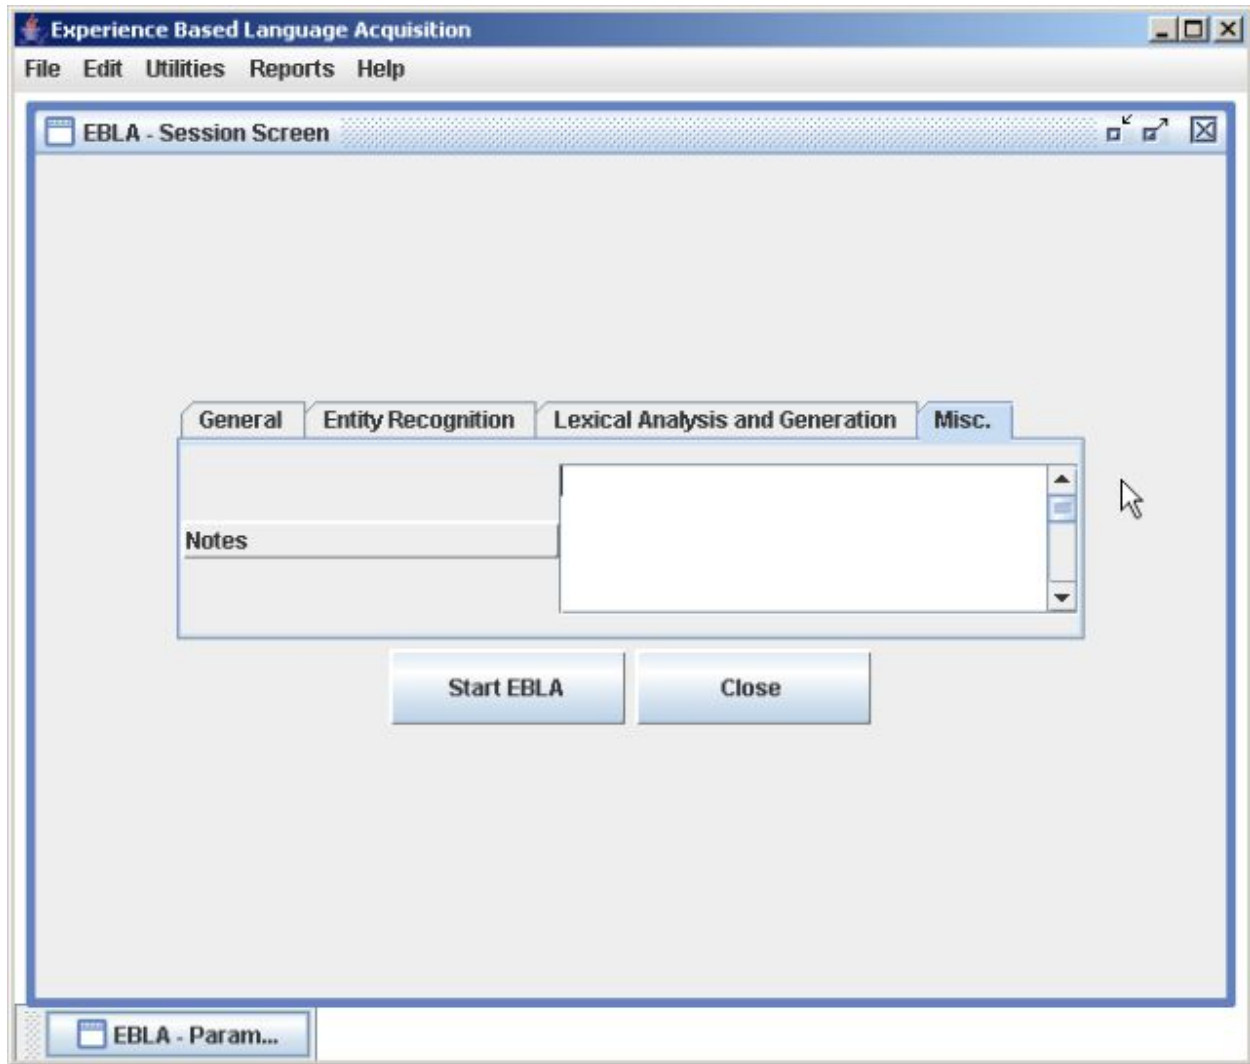 Experience Based Language Acquisition
File Edit Utilities Reports Help
EBLA - Session Screen
General Entity Recognition Lexical Analysis and Generation Misc.
Notes
Start EBLA Close
EBLA - Param...